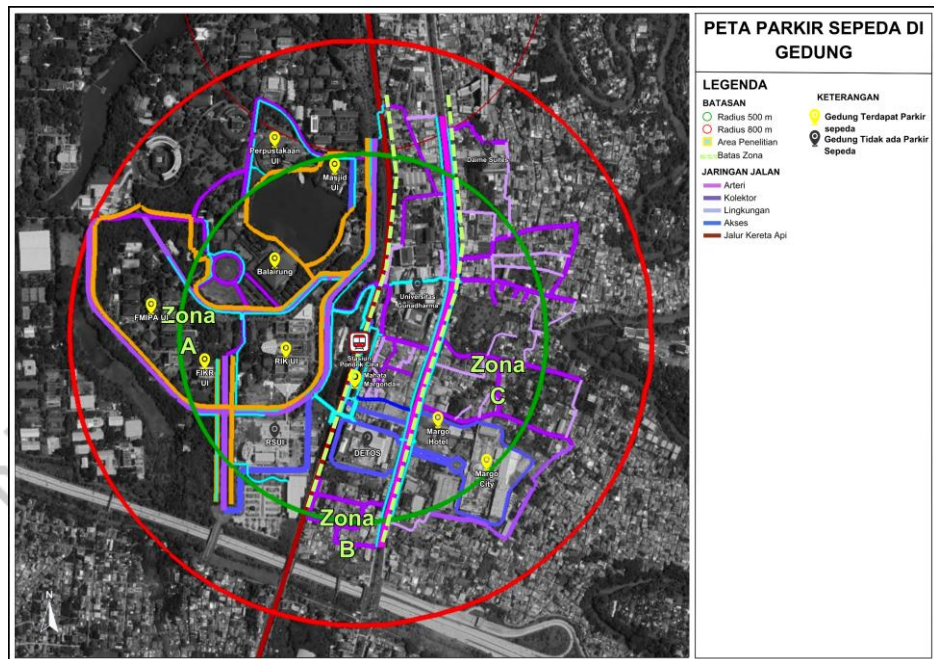 PETA PARKIR SEPEDA DI
GEDUNG
LEGENDA
BATASAN
Radius 500 m
Radius 800 m
Area Penelitian
Batas Zona
JARINGAN JALAN
Arteri
Kolektor
Lingkungan
Akses
Jalur Kereta Api
KETERANGAN
Gedung Terdapat Parkir
sepeda
Gedung Tidak ada Parkir
Sepeda
Perpustakaan
UI
Masjid
UI
Balairung
FMIPA UI
Zona
A
FIKR
UI
RIK UI
RSUI
Stasiun
Pondok Cina
Mahata
Margonda
DETOS
Universitas
Gunadharma
Zona
B
Zona
C
Margo
Hotel
Margo
City
N